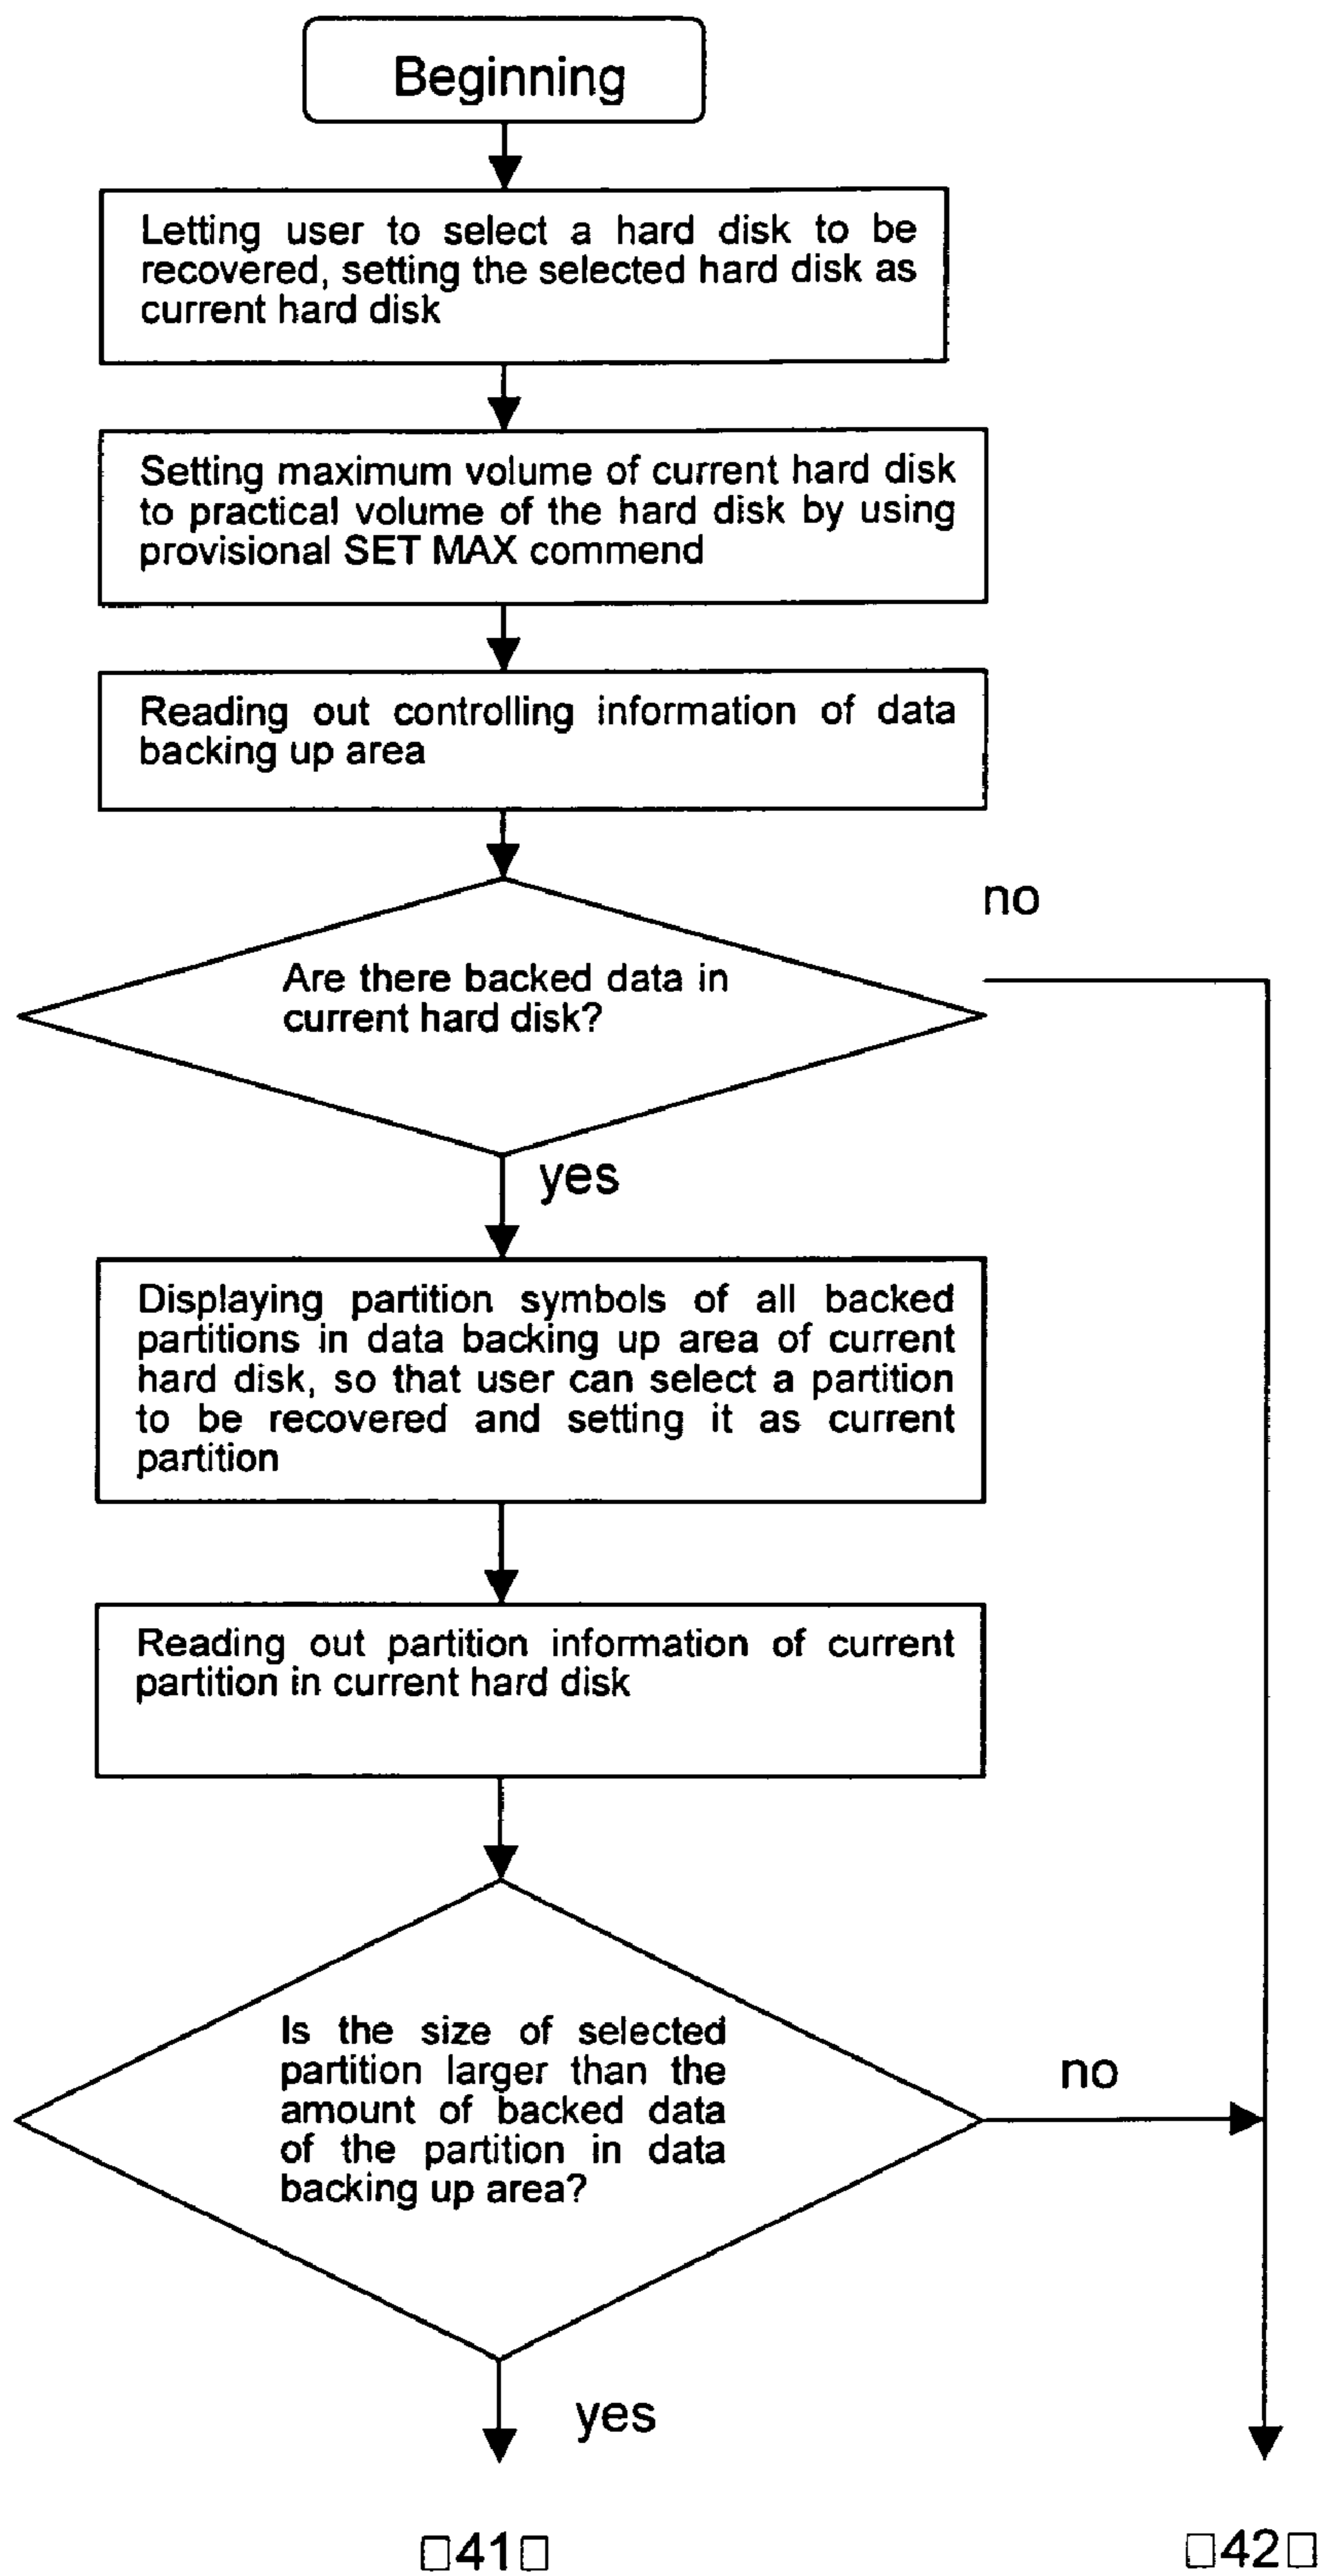 Beginning
Letting user to select a hard disk to be
recovered, setting the selected hard disk as
current hard disk
Setting maximum volume of current hard disk
to practical volume of the hard disk by using
provisional SET MAX commend
Reading out controlling information of data
backing up area
no
Are there backed data in
current hard disk?
yes
Displaying partition symbols of all backed
partitions in data backing up area of current
hard disk, so that user can select a partition
to be recovered and setting it as current
partition
Reading out partition information of current
partition in current hard disk
Is the size of selected
partition larger than the
amount of backed data
of the partition in data
backing up area?
no
yes
□41□
□42□